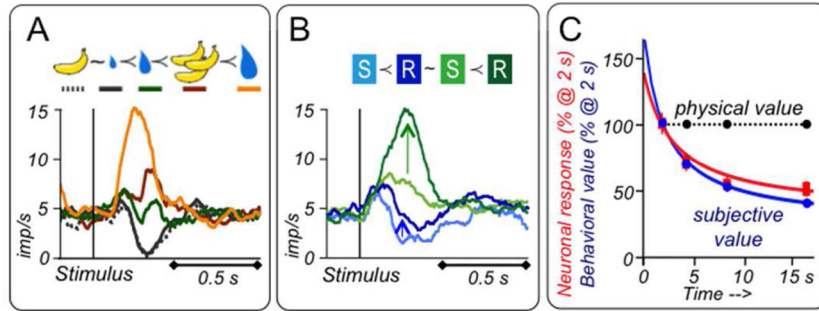 A
15
10
5
0
imp/s
Stimulus
0.5 s
B
S < R ~ S < R
15
10
5
0
imp/s
Stimulus
0.5 s
C
Neuronal response (% @ 2 s)
Behavioral value (% @ 2 s)
150
100
50
0
physical value
subjective
value
0 5 10 15 s
Time -->